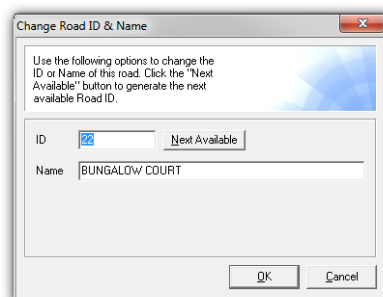 Change Road ID & Name
Use the following options to change the
ID or Name of this road. Click the "Next
Available" button to generate the next
available Road ID.
ID 22 Next Available
Name BUNGALOW COURT
OK Cancel